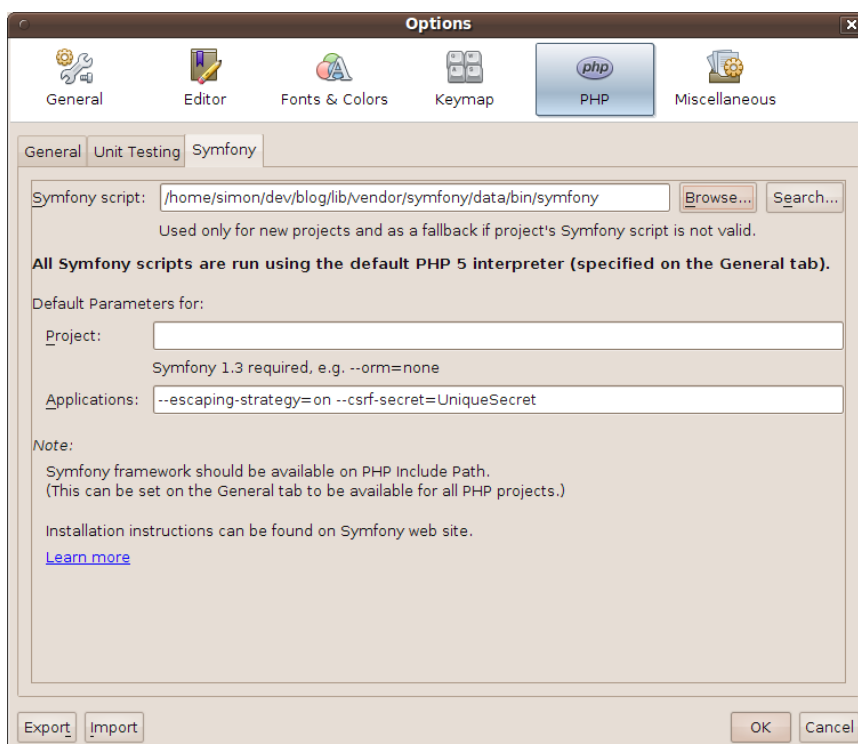 Options
General Editor Fonts & Colors Keymap php PHP Miscellaneous
General Unit Testing Symfony
Symfony script: /home/simon/dev/blog/lib/vendor/symfony/data/bin/symfony Browse... Search...
Used only for new projects and as a fallback if project's Symfony script is not valid.
All Symfony scripts are run using the default PHP 5 interpreter (specified on the General tab).
Default Parameters for:
Project:
Symfony 1.3 required, e.g. --orm=none
Applications: --escaping-strategy=on --csrf-secret=UniqueSecret
Note:
Symfony framework should be available on PHP Include Path.
(This can be set on the General tab to be available for all PHP projects.)
Installation instructions can be found on Symfony web site.
Learn more
Export Import OK Cancel